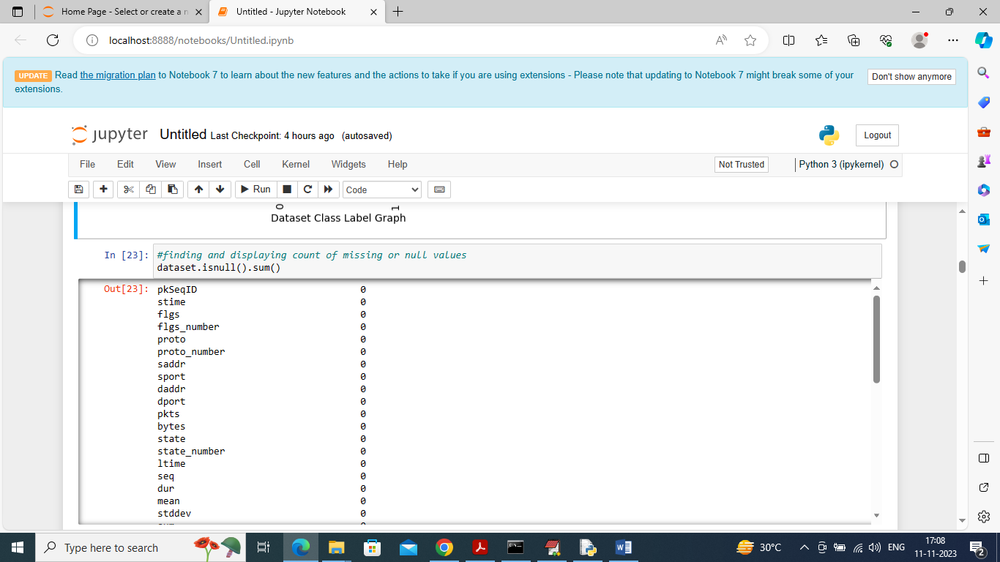 Home Page - Select or create a n
Untitled - Jupyter Notebook
localhost:8888/notebooks/Untitled.ipynb
UPDATE Read the migration plan to Notebook 7 to learn about the new features and the actions to take if you are using extensions - Please note that updating to Notebook 7 might break some of your
extensions.
Don't show anymore
jupyter Untitled Last Checkpoint: 4 hours ago (autosaved)
Logout
File Edit View Insert Cell Kernel Widgets Help
Not Trusted
Python 3 (ipykernel)
Run
Code
0 1
Dataset Class Label Graph
In [23]: #finding and displaying count of missing or null values
dataset.isnull().sum()
Out[23]: pkSeqID 0
stime 0
flgs 0
flgs_number 0
proto 0
proto_number 0
saddr 0
sport 0
daddr 0
dport 0
pkts 0
bytes 0
state 0
state_number 0
ltime 0
seq 0
dur 0
mean 0
stddev 0
Type here to search
30°C
ENG
17:08
11-11-2023
2